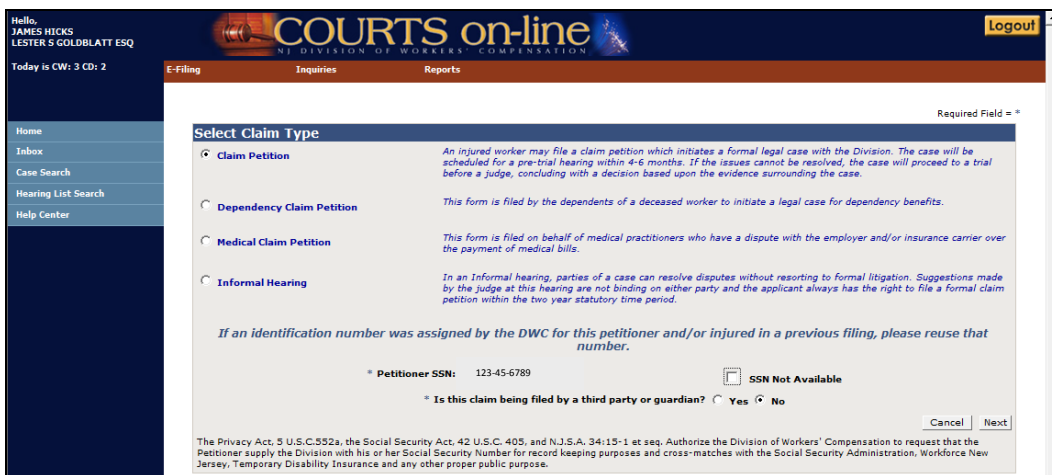 Hello,
JAMES HICKS
LESTER S GOLDBLATT ESQ
Today is CW: 3 CD: 2
COURTS on-line
NJ DIVISION OF WORKERS' COMPENSATION
Logout
E-Filing Inquiries Reports
Home
Inbox
Case Search
Hearing List Search
Help Center
Required Field = *
Select Claim Type
Claim Petition
An injured worker may file a claim petition which initiates a formal legal case with the Division. The case will be
scheduled for a pre-trial hearing within 4-6 months. If the issues cannot be resolved, the case will proceed to a trial
before a judge, concluding with a decision based upon the evidence surrounding the case.
Dependency Claim Petition
This form is filed by the dependents of a deceased worker to initiate a legal case for dependency benefits.
Medical Claim Petition
This form is filed on behalf of medical practitioners who have a dispute with the employer and/or insurance carrier over
the payment of medical bills.
Informal Hearing
In an Informal hearing, parties of a case can resolve disputes without resorting to formal litigation. Suggestions made
by the judge at this hearing are not binding on either party and the applicant always has the right to file a formal claim
petition within the two year statutory time period.
If an identification number was assigned by the DWC for this petitioner and/or injured in a previous filing, please reuse that
number.
* Petitioner SSN: 123-45-6789 SSN Not Available
* Is this claim being filed by a third party or guardian? Yes No
Cancel Next
The Privacy Act, 5 U.S.C.552a, the Social Security Act, 42 U.S.C. 405, and N.J.S.A. 34:15-1 et seq. Authorize the Division of Workers' Compensation to request that the
Petitioner supply the Division with his or her Social Security Number for record keeping purposes and cross-matches with the Social Security Administration, Workforce New
Jersey, Temporary Disability Insurance and any other proper public purpose.